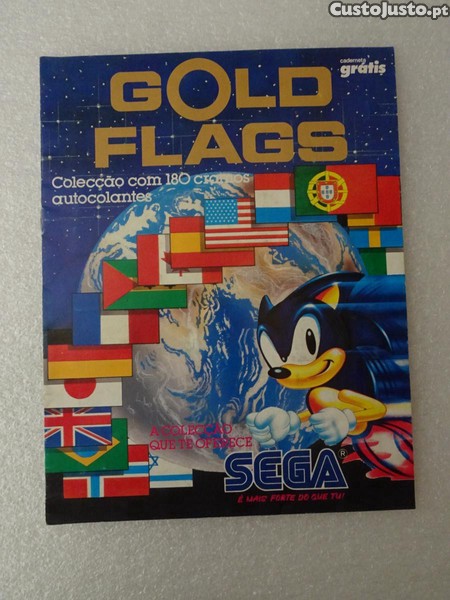 CustoJusto.pt
caderneta
grátis
GOLD
FLAGS
Colecção com 180 cromos
autocolantes
A COLECÇÃO
QUE TE OFERECE
SEGA®
É MAIS FORTE DO QUE TU!